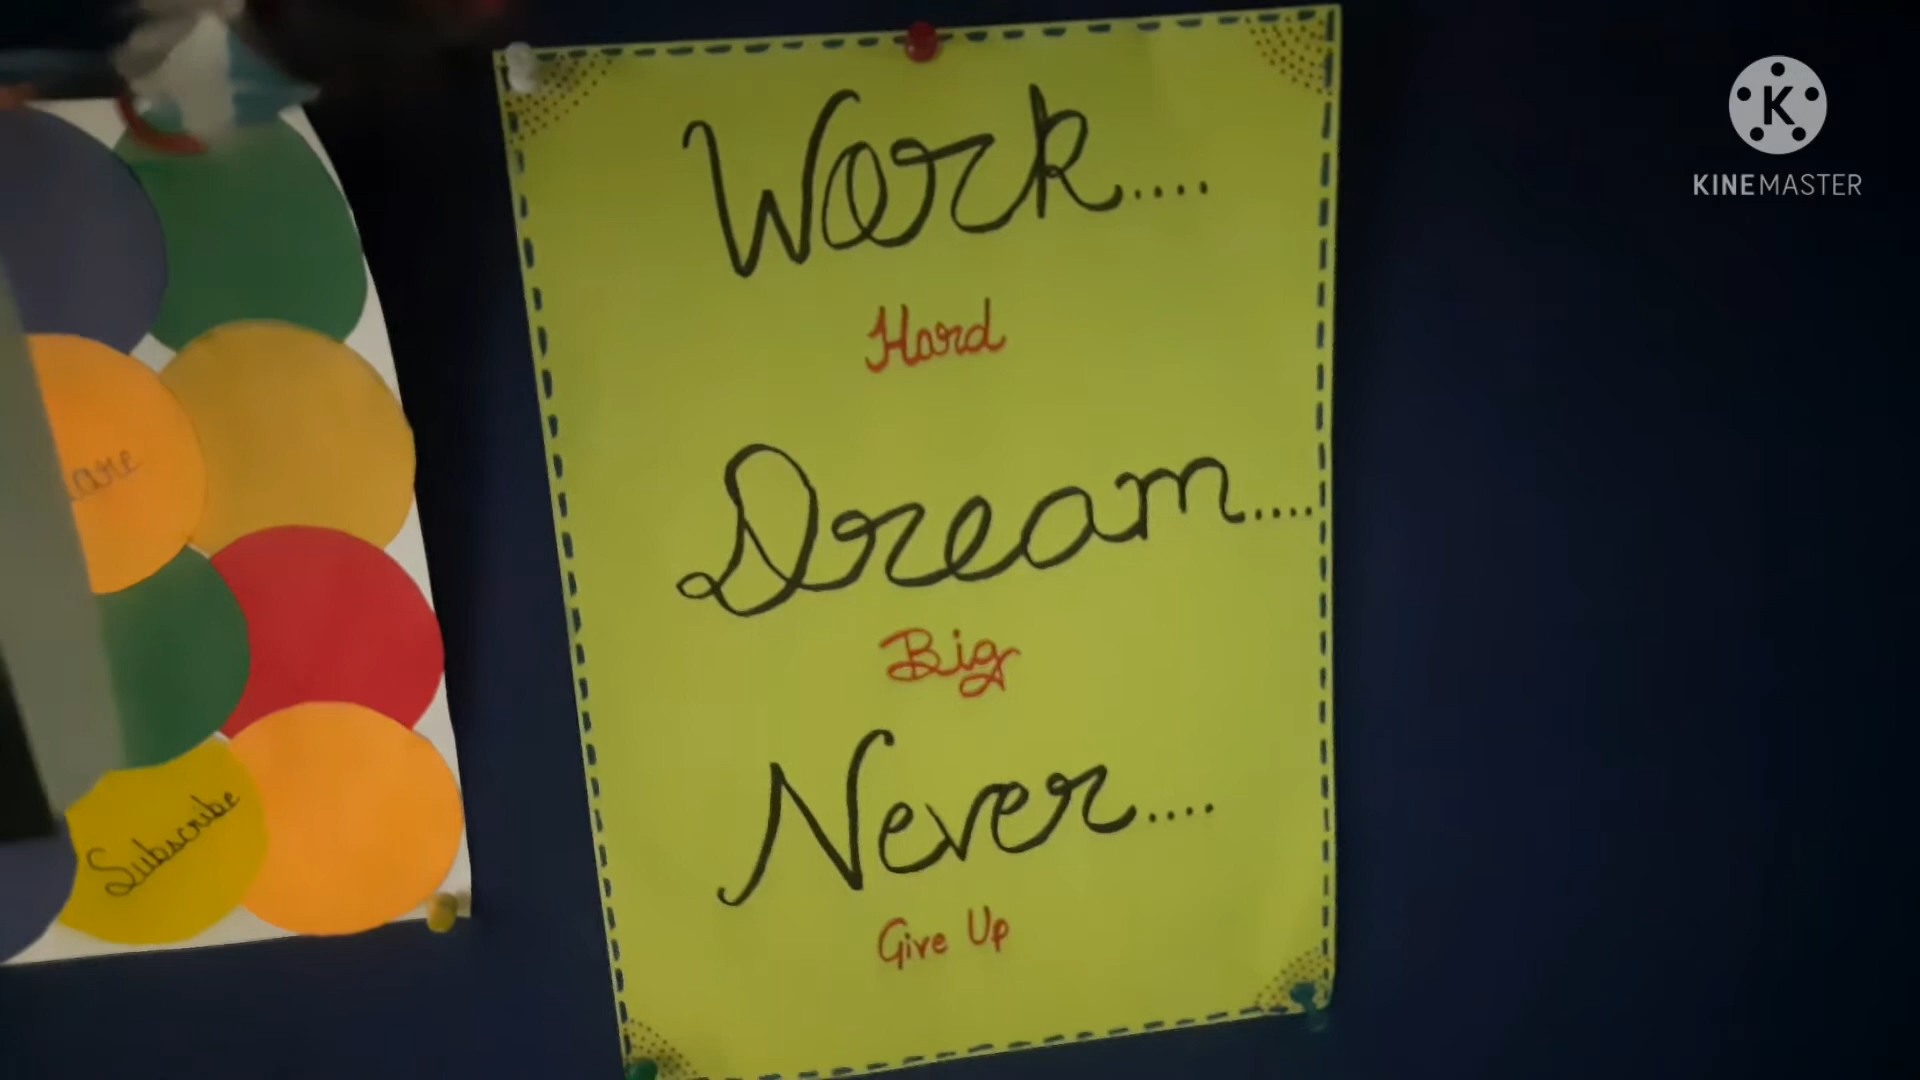 Work....
Hard
Dream....
Big
Never....
Give Up
Subscribe
K
KINEMASTER